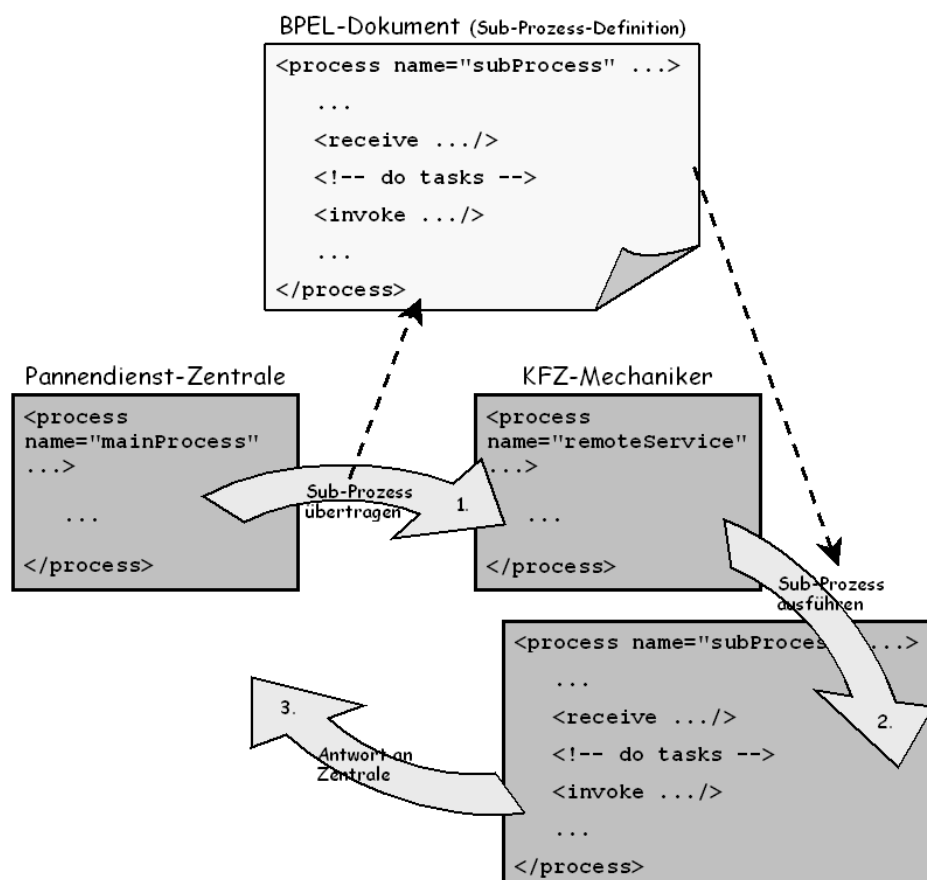 BPEL-Dokument (Sub-Prozess-Definition)
<process name="subProcess" ...>
...
<receive .../>
<!-- do tasks -->
<invoke .../>
...
</process>
Pannendienst-Zentrale
<process
name="mainProcess"
...>
...
</process>
Sub-Prozess
übertragen
1.
KFZ-Mechaniker
<process
name="remoteService"
...>
...
</process>
Sub-Prozess
ausführen
2.
<process name="subProcess" ...>
...
<receive .../>
<!-- do tasks -->
<invoke .../>
...
</process>
3.
Antwort an
Zentrale